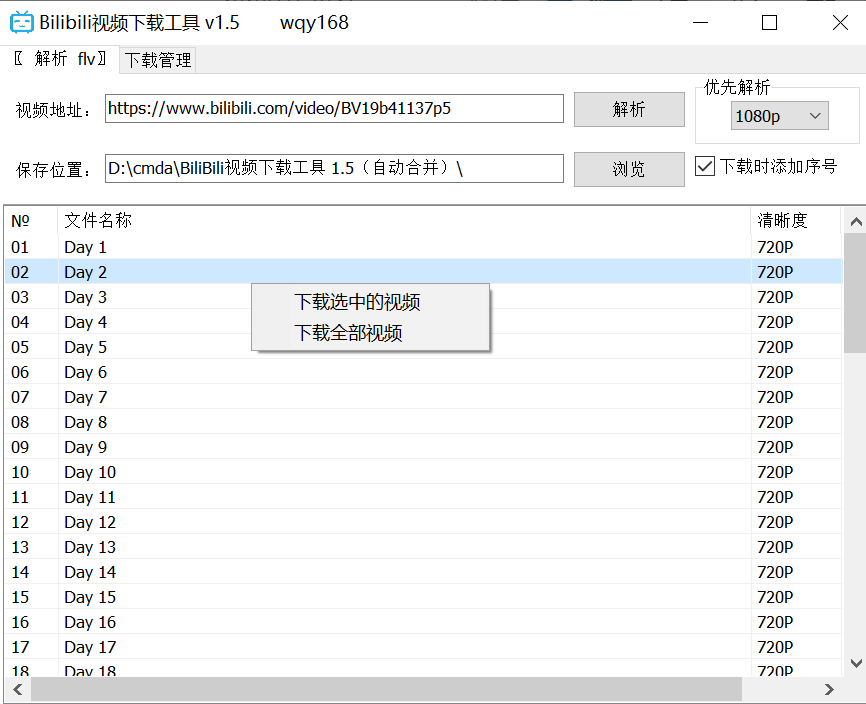 Bilibili视频下载工具 v1.5 wqy168
〖 解析 flv〗 下载管理
优先解析
视频地址: https://www.bilibili.com/video/BV19b41137p5 解析 1080p
保存位置: D:\cmda\BiliBili视频下载工具 1.5（自动合并）\ 浏览 下载时添加序号
№ 文件名称 清晰度
01 Day 1 720P
02 Day 2 720P
03 Day 3 720P
下载选中的视频
04 Day 4 720P
下载全部视频
05 Day 5 720P
06 Day 6 720P
07 Day 7 720P
08 Day 8 720P
09 Day 9 720P
10 Day 10 720P
11 Day 11 720P
12 Day 12 720P
13 Day 13 720P
14 Day 14 720P
15 Day 15 720P
16 Day 16 720P
17 Day 17 720P
18 Day 18 720P